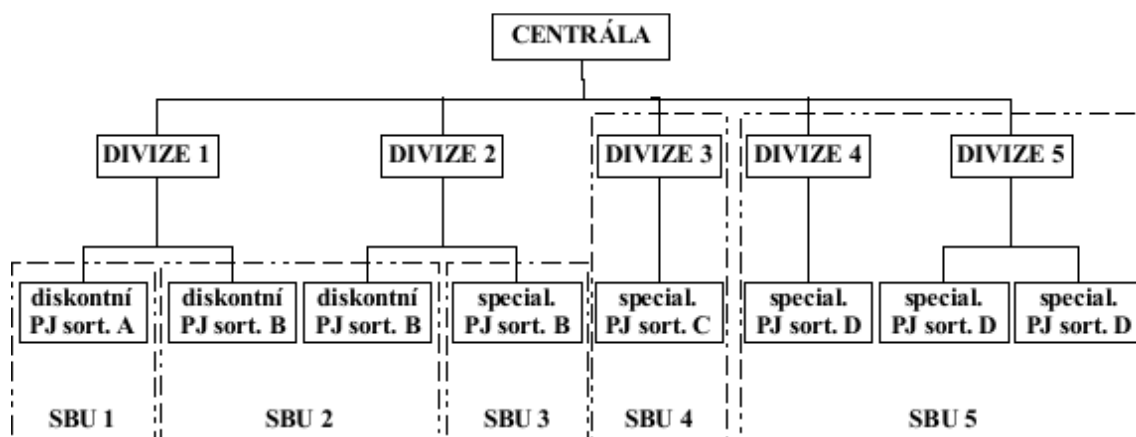 CENTRÁLA
DIVIZE 1
DIVIZE 2
DIVIZE 3
DIVIZE 4
DIVIZE 5
diskontní
PJ sort. A
diskontní
PJ sort. B
diskontní
PJ sort. B
special.
PJ sort. B
special.
PJ sort. C
special.
PJ sort. D
special.
PJ sort. D
special.
PJ sort. D
SBU 1
SBU 2
SBU 3
SBU 4
SBU 5